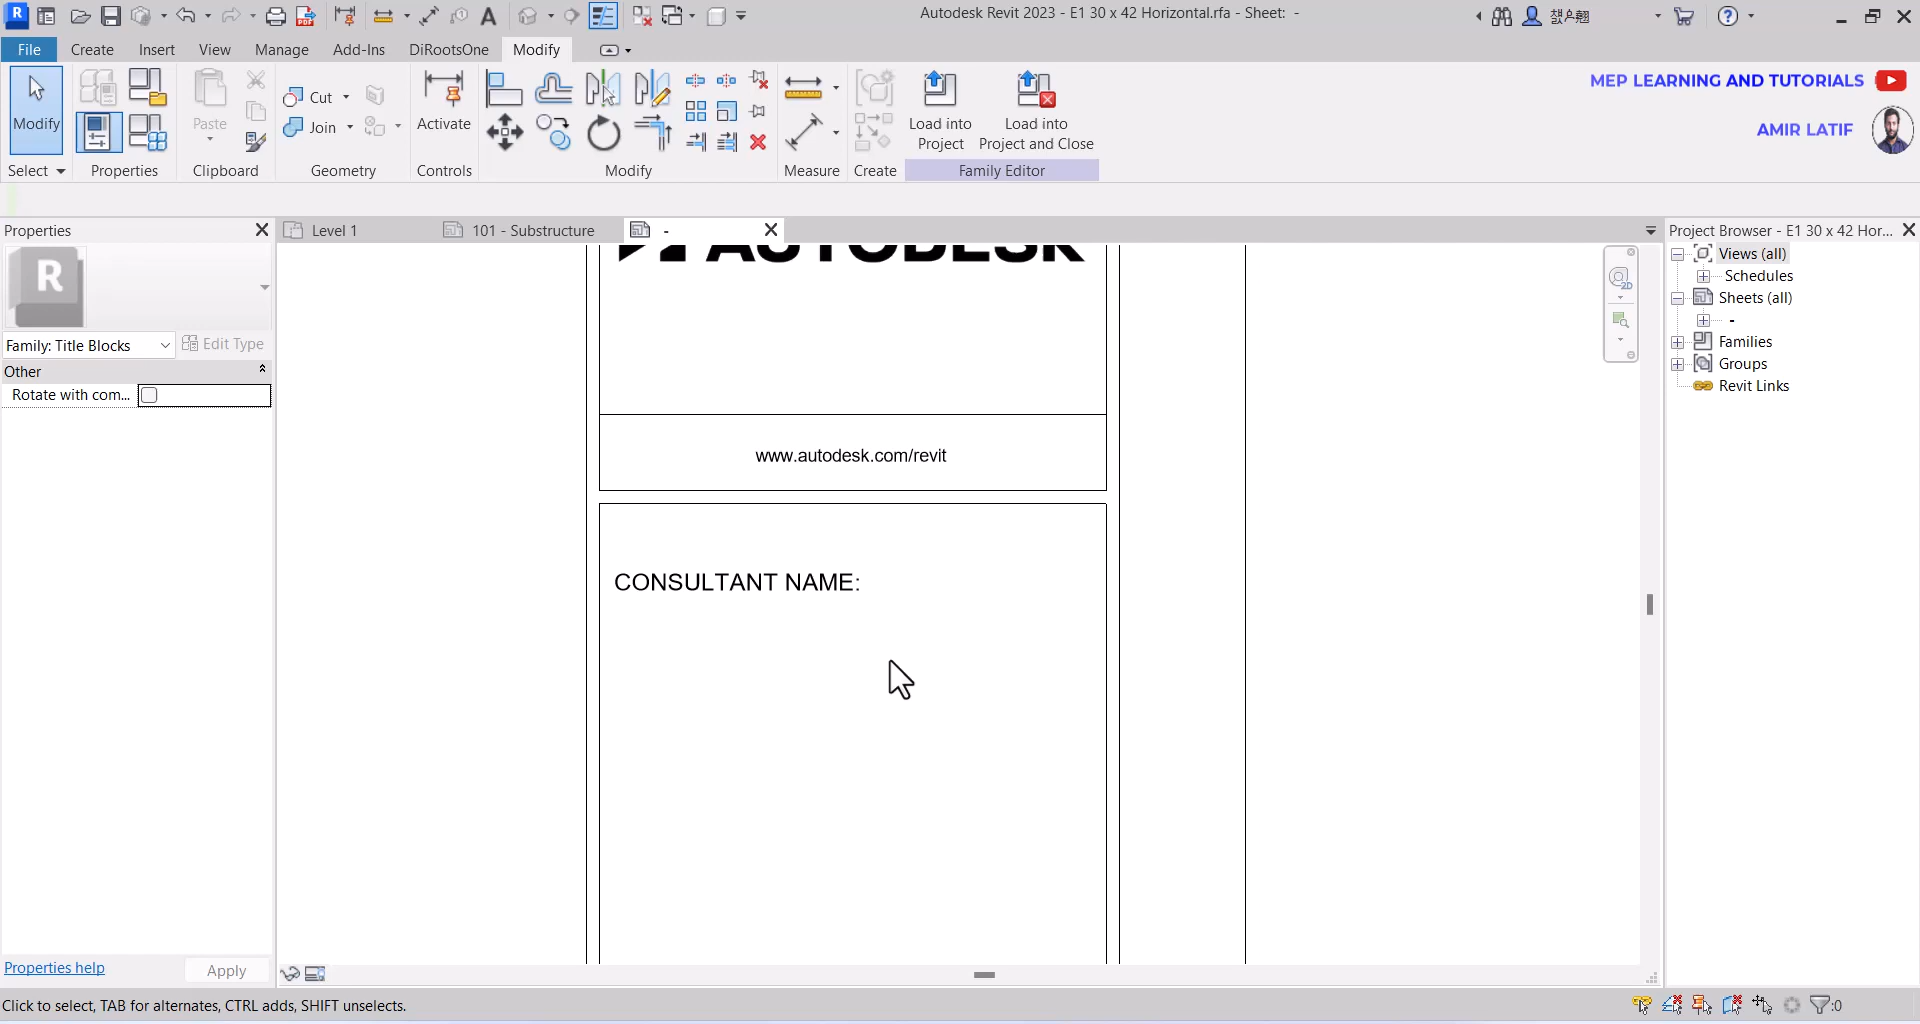 Autodesk Revit 2023 - E1 30 x 42 Horizontal.rfa - Sheet: -
File Create Insert View Manage Add-Ins DiRootsOne Modify
MEP LEARNING AND TUTORIALS
AMIR LATIF
Modify
Paste
Cut
Join
Activate
Load into
Project
Load into
Project and Close
Select Properties Clipboard Geometry Controls Modify Measure Create Family Editor
Properties
Level 1
101 - Substructure
-
Project Browser - E1 30 x 42 Hor...
R
Family: Title Blocks
Edit Type
Other
Rotate with com...
Views (all)
Schedules
Sheets (all)
-
Families
Groups
Revit Links
2D
AUTODESK
www.autodesk.com/revit
CONSULTANT NAME:
Properties help
Apply
Click to select, TAB for alternates, CTRL adds, SHIFT unselects.
:0